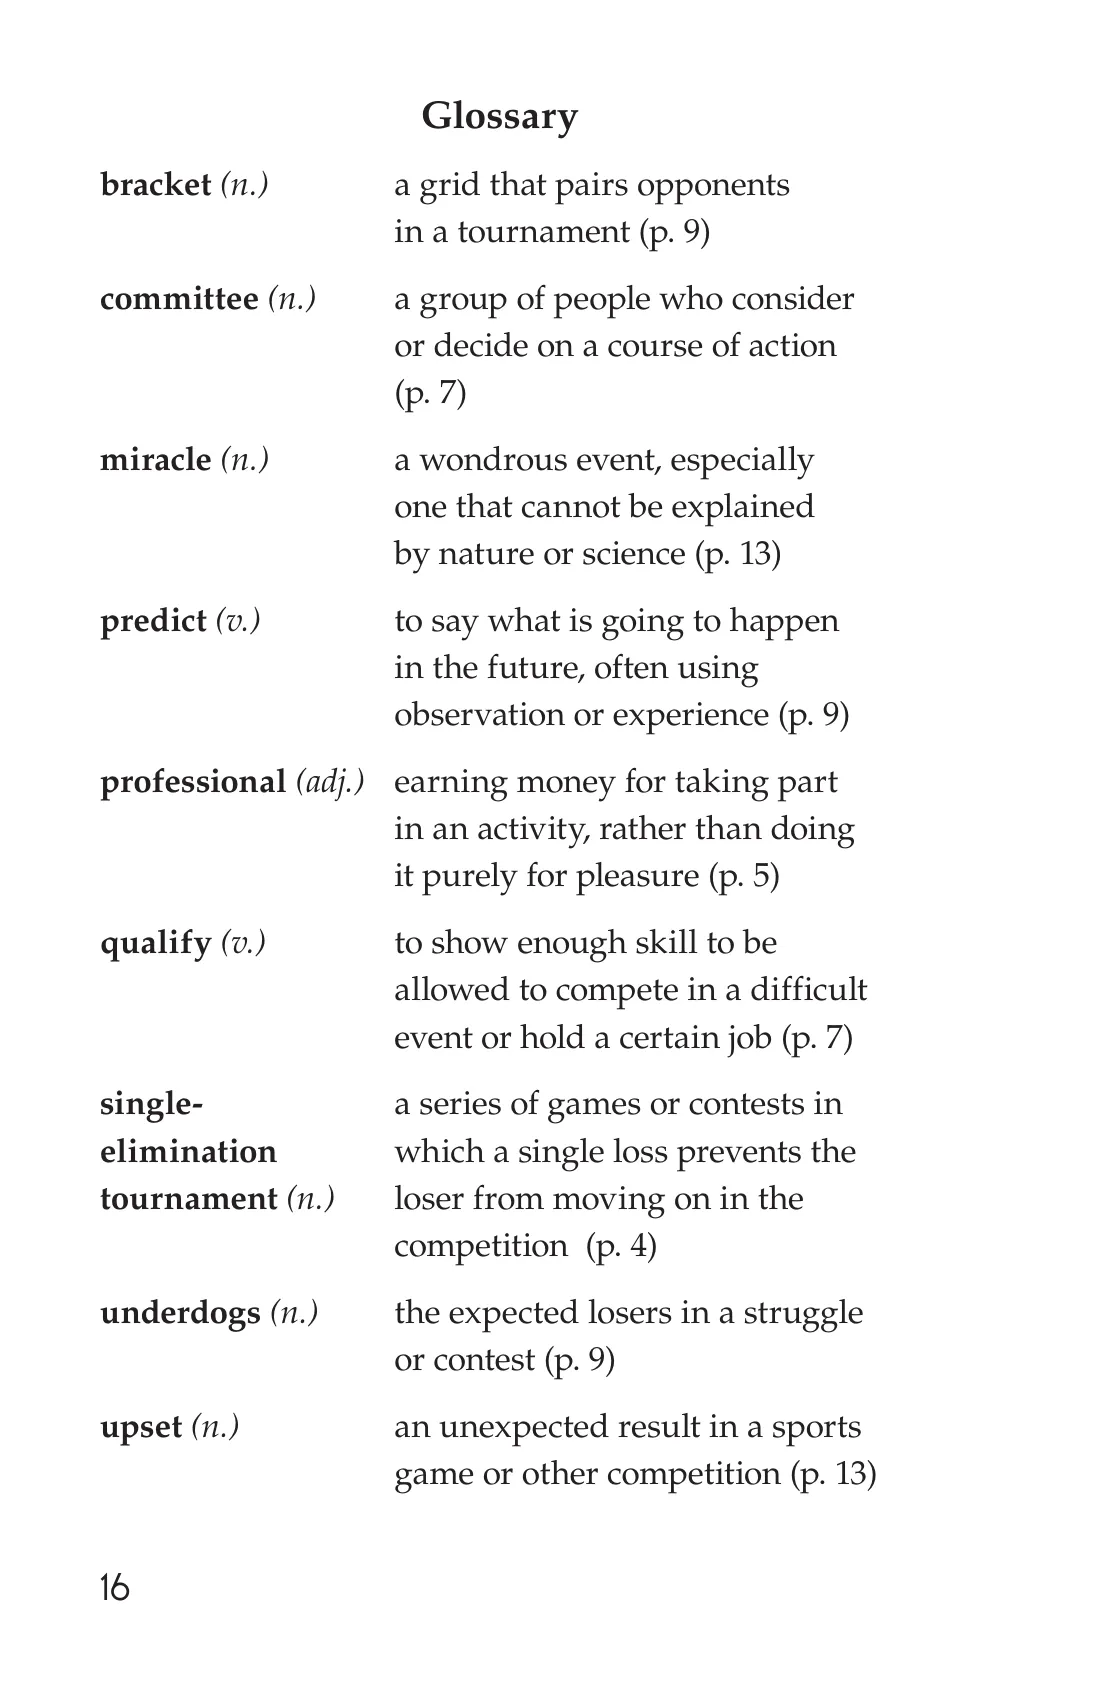 Glossary
bracket (n.) a grid that pairs opponents
in a tournament (p. 9)
committee (n.) a group of people who consider
or decide on a course of action
(p. 7)
miracle (n.) a wondrous event, especially
one that cannot be explained
by nature or science (p. 13)
predict (v.) to say what is going to happen
in the future, often using
observation or experience (p. 9)
professional (adj.) earning money for taking part
in an activity, rather than doing
it purely for pleasure (p. 5)
qualify (v.) to show enough skill to be
allowed to compete in a difficult
event or hold a certain job (p. 7)
single- a series of games or contests in
elimination which a single loss prevents the
tournament (n.) loser from moving on in the
competition (p. 4)
underdogs (n.) the expected losers in a struggle
or contest (p. 9)
upset (n.) an unexpected result in a sports
game or other competition (p. 13)
16